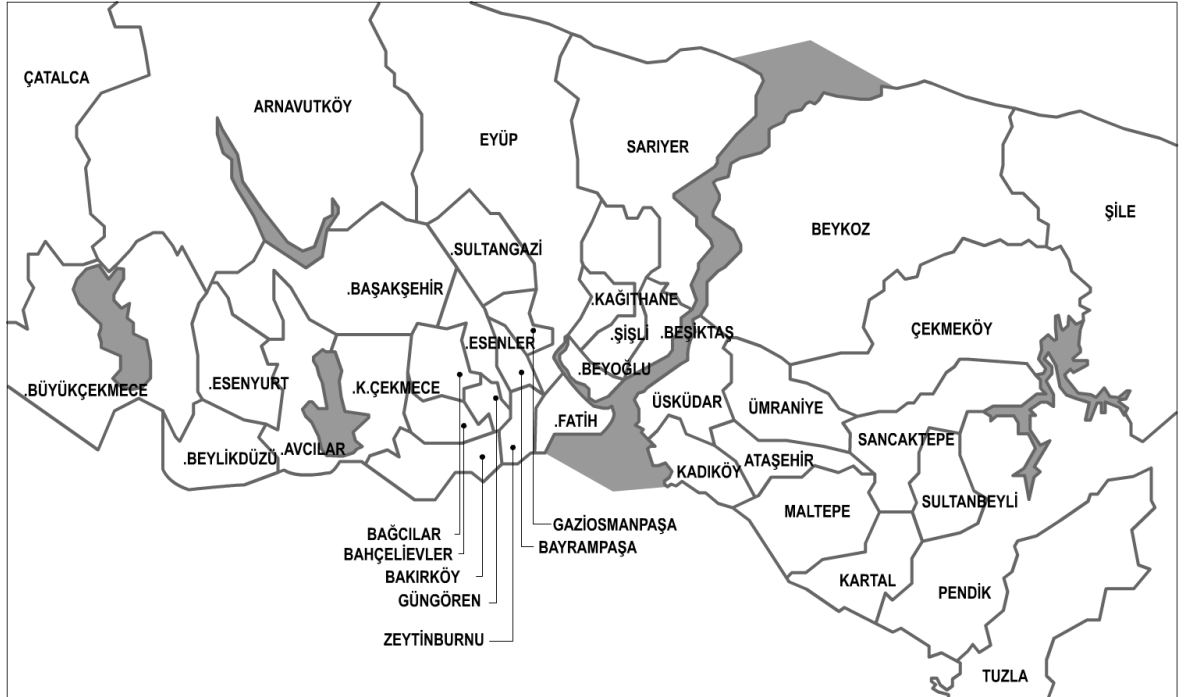 ÇATALCA
ARNAVUTKÖY
EYÜP
SARIYER
ŞİLE
BEYKOZ
.SULTANGAZİ
.BAŞAKŞEHİR
.KAĞITHANE
ÇEKMEKÖY
.ŞİŞLİ
.BEŞİKTAŞ
.ESENLER
.BEYOĞLU
.BÜYÜKÇEKMECE
.ESENYURT
.K.ÇEKMECE
ÜSKÜDAR
ÜMRANİYE
.FATİH
SANCAKTEPE
.BEYLİKDÜZÜ
.AVCILAR
KADIKÖY
ATAŞEHİR
MALTEPE
SULTANBEYLİ
BAĞCILAR
GAZİOSMANPAŞA
BAHÇELİEVLER
BAYRAMPAŞA
BAKIRKÖY
KARTAL
PENDİK
GÜNGÖREN
ZEYTİNBURNU
TUZLA